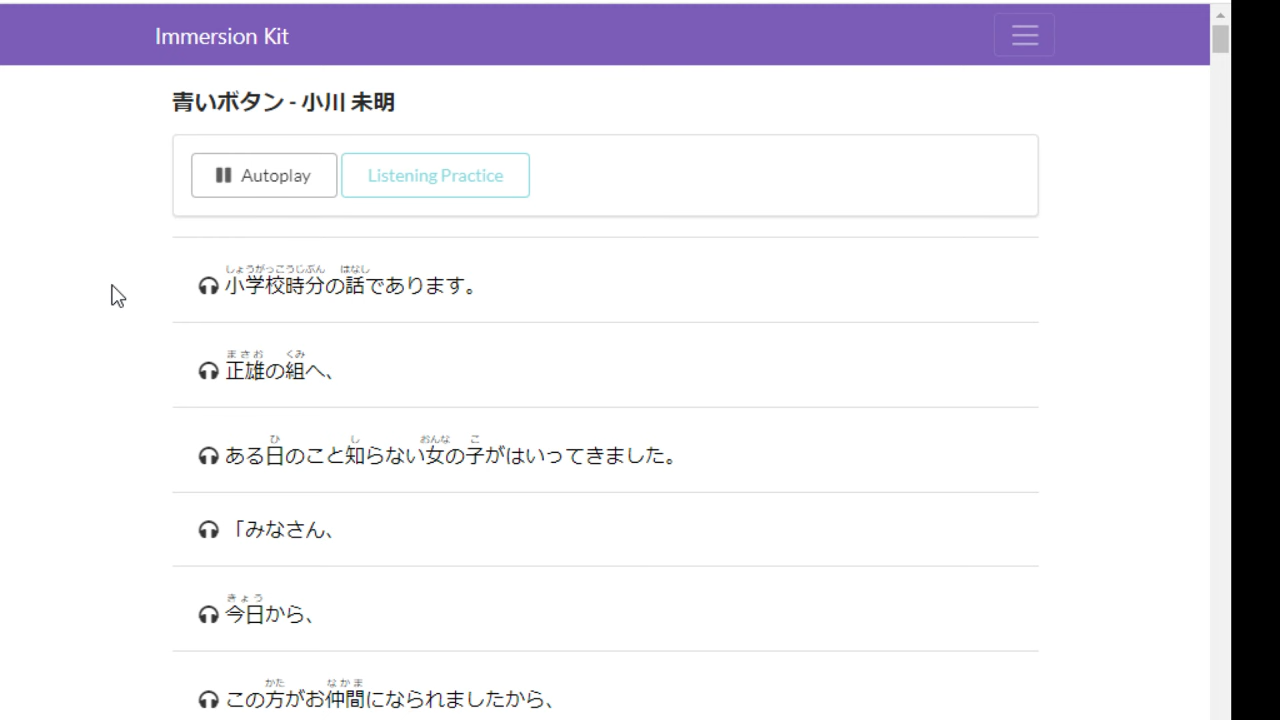 Immersion Kit
青いボタン - 小川 未明
Autoplay
Listening Practice
しょうがっこうじぶん はなし
小学校時分の話であります。
まさお くみ
正雄の組へ、
ひ し おんな こ
ある日のこと知らない女の子がはいってきました。
「みなさん、
きょう
今日から、
かた なかま
この方がお仲間になられましたから、